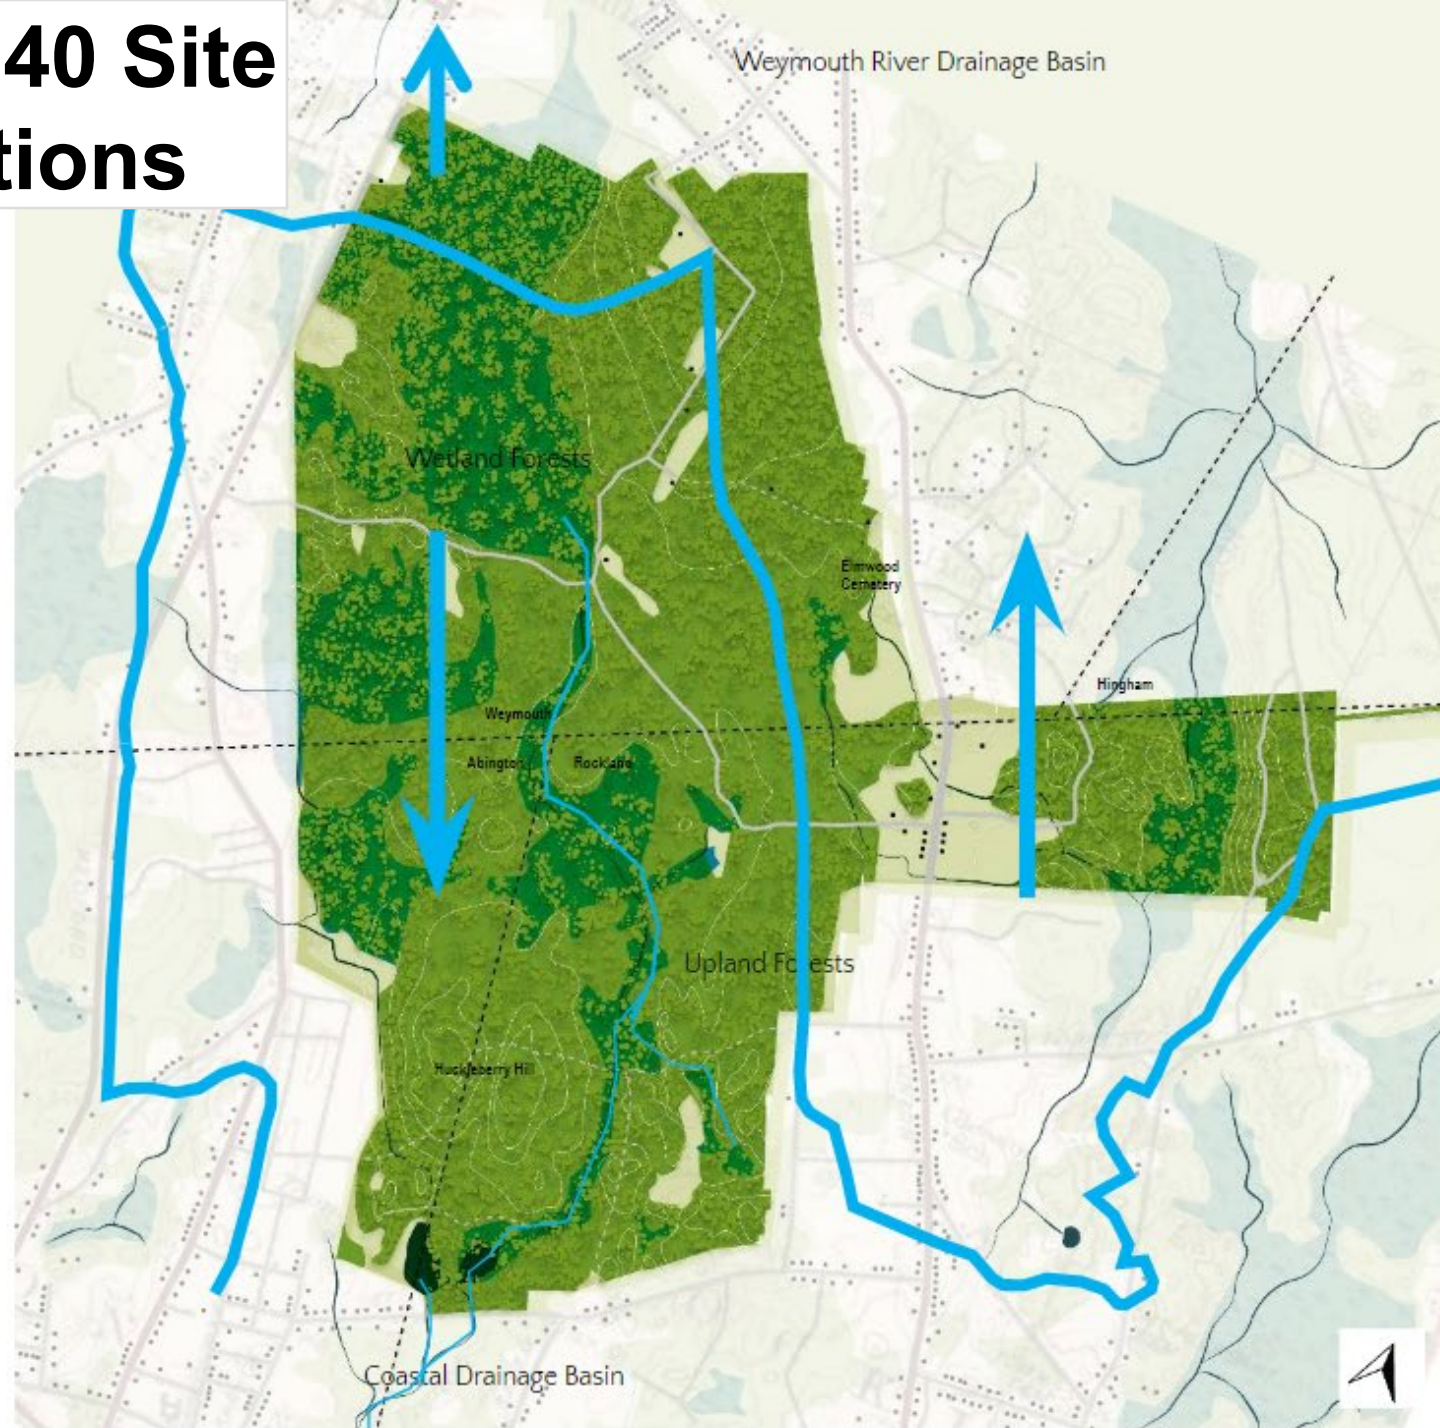 40 Site
tions
Weymouth River Drainage Basin
Wetland Forests
Elmwood
Cemetery
Hingham
Weymouth
Abington
Rockland
Upland Forests
Huckleberry Hill
Coastal Drainage Basin